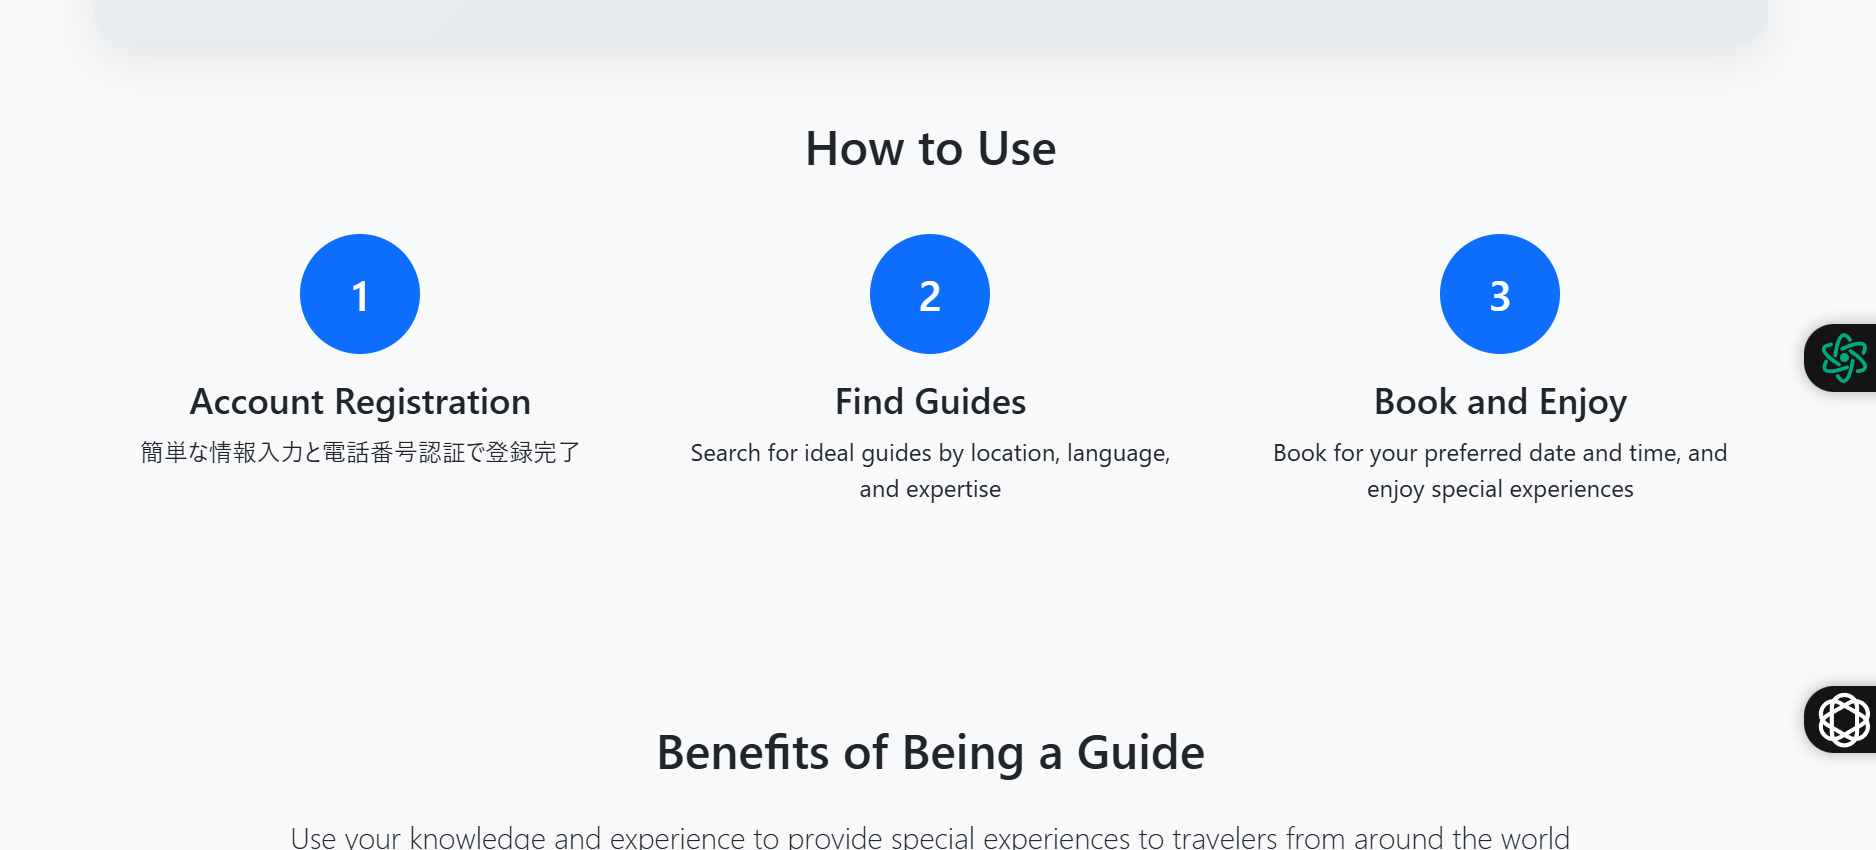 How to Use
1
2
3
Account Registration
Find Guides
Book and Enjoy
簡単な情報入力と電話番号認証で登録完了
Search for ideal guides by location, language,
and expertise
Book for your preferred date and time, and
enjoy special experiences
Benefits of Being a Guide
Use your knowledge and experience to provide special experiences to travelers from around the world